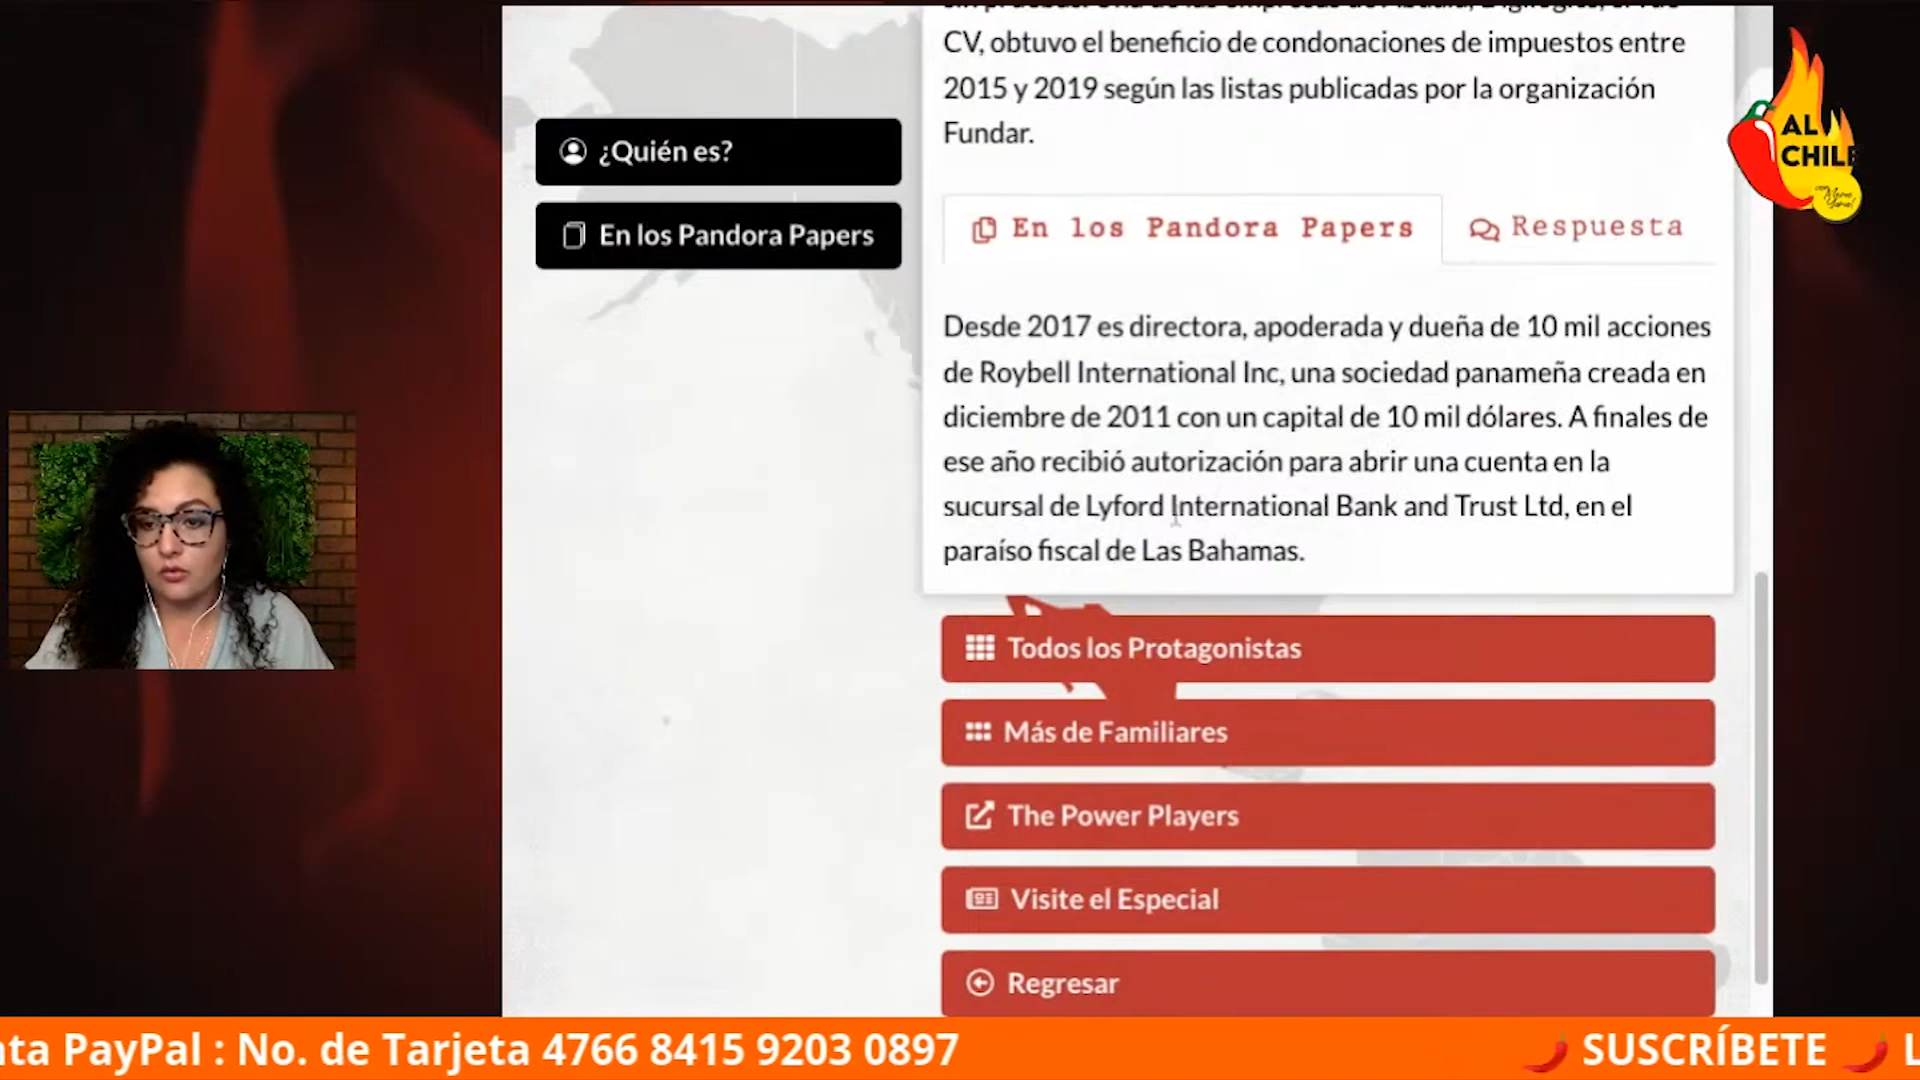 CV, obtuvo el beneficio de condonaciones de impuestos entre
2015 y 2019 según las listas publicadas por la organización
Fundar.
AL
CHILE
¿Quién es?
En los Pandora Papers
En los Pandora Papers
Respuesta
Desde 2017 es directora, apoderada y dueña de 10 mil acciones
de Roybell International Inc, una sociedad panameña creada en
diciembre de 2011 con un capital de 10 mil dólares. A finales de
ese año recibió autorización para abrir una cuenta en la
sucursal de Lyford International Bank and Trust Ltd, en el
paraíso fiscal de Las Bahamas.
Todos los Protagonistas
Más de Familiares
The Power Players
Visite el Especial
Regresar
nta PayPal : No. de Tarjeta 4766 8415 9203 0897
SUSCRÍBETE
L